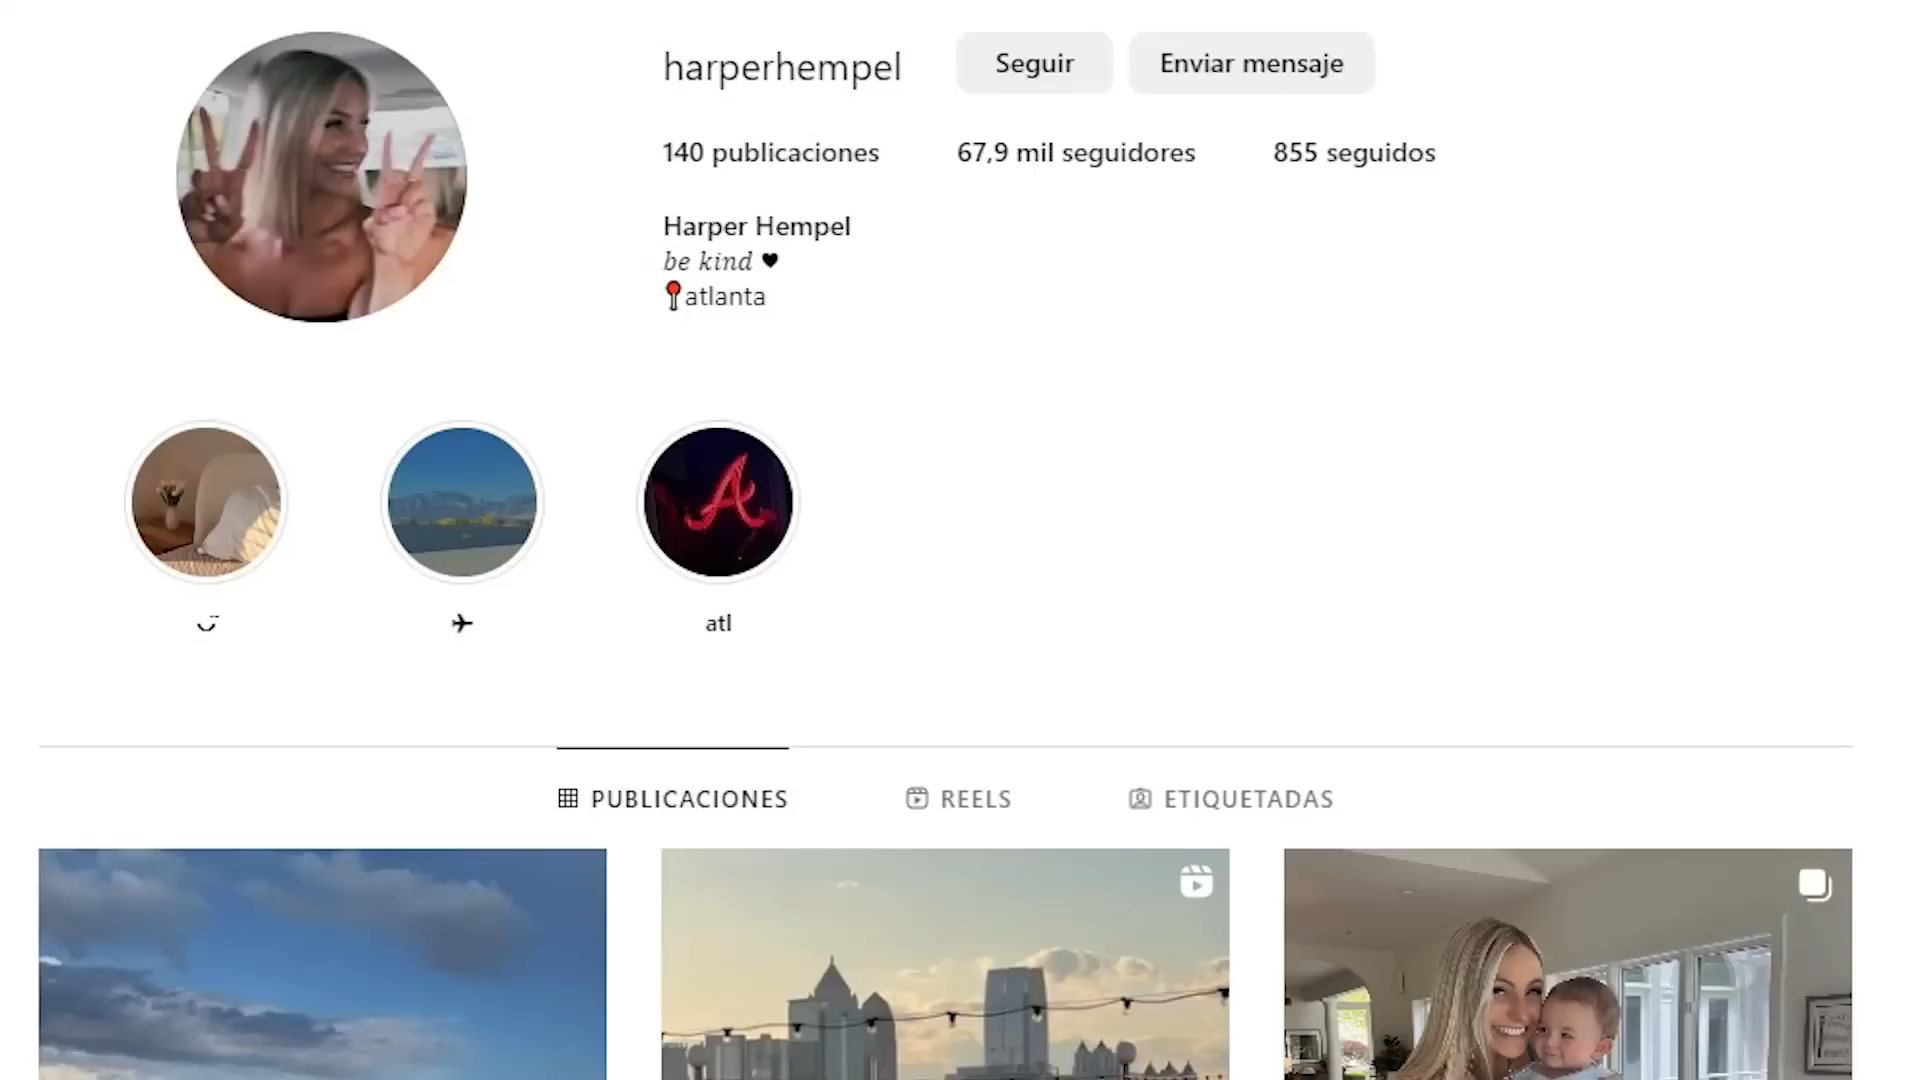 harperhempel
Seguir
Enviar mensaje
140 publicaciones
67,9 mil seguidores
855 seguidos
Harper Hempel
be kind 🖤
📍atlanta
✈
atl
PUBLICACIONES
REELS
ETIQUETADAS